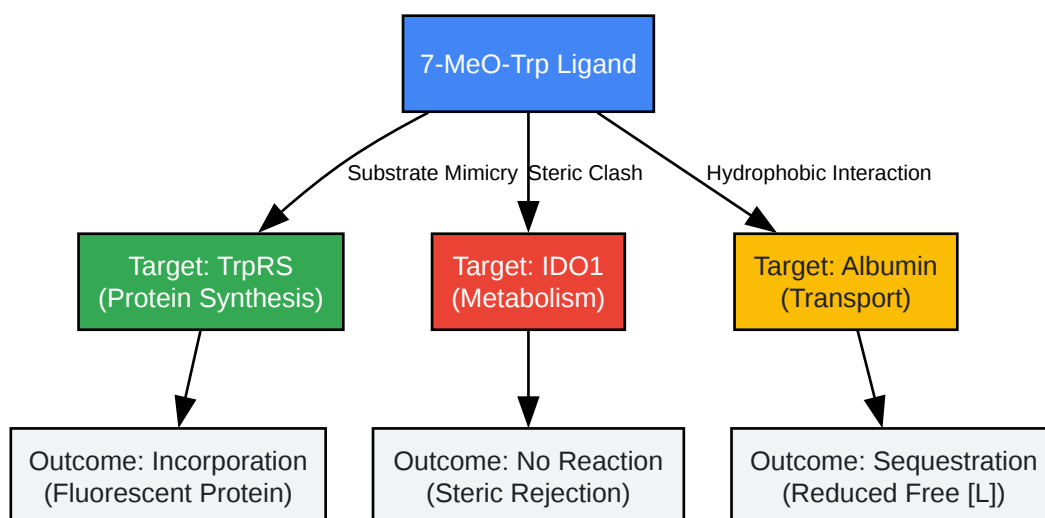 7-MeO-Trp Ligand
Substrate Mimicry
Steric Clash
Hydrophobic Interaction
Target: TrpRS
(Protein Synthesis)
Target: IDO1
(Metabolism)
Target: Albumin
(Transport)
Outcome: Incorporation
(Fluorescent Protein)
Outcome: No Reaction
(Steric Rejection)
Outcome: Sequestration
(Reduced Free [L])